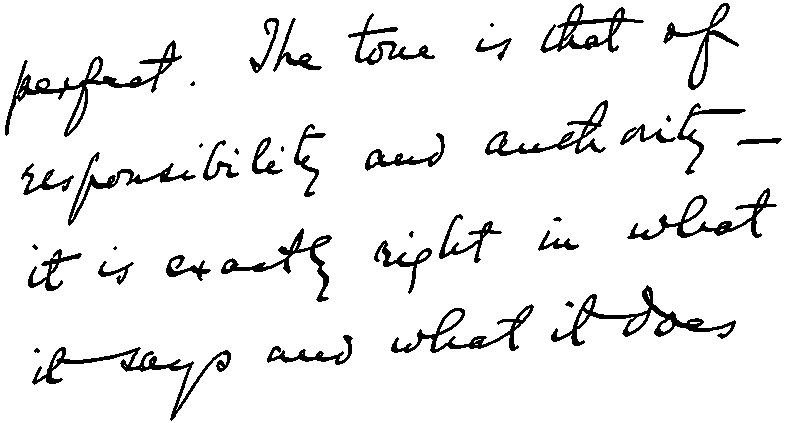 perfect. The tone is that of
responsibility and authority —
it is exactly right in what
it says and what it does